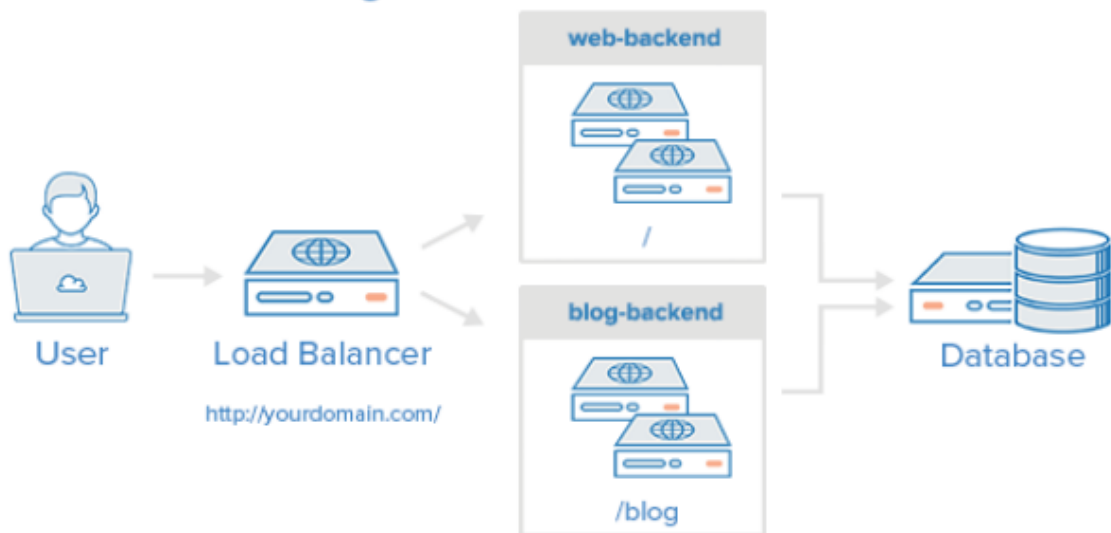 web-backend
/
User
Load Balancer
http://yourdomain.com/
blog-backend
/blog
Database